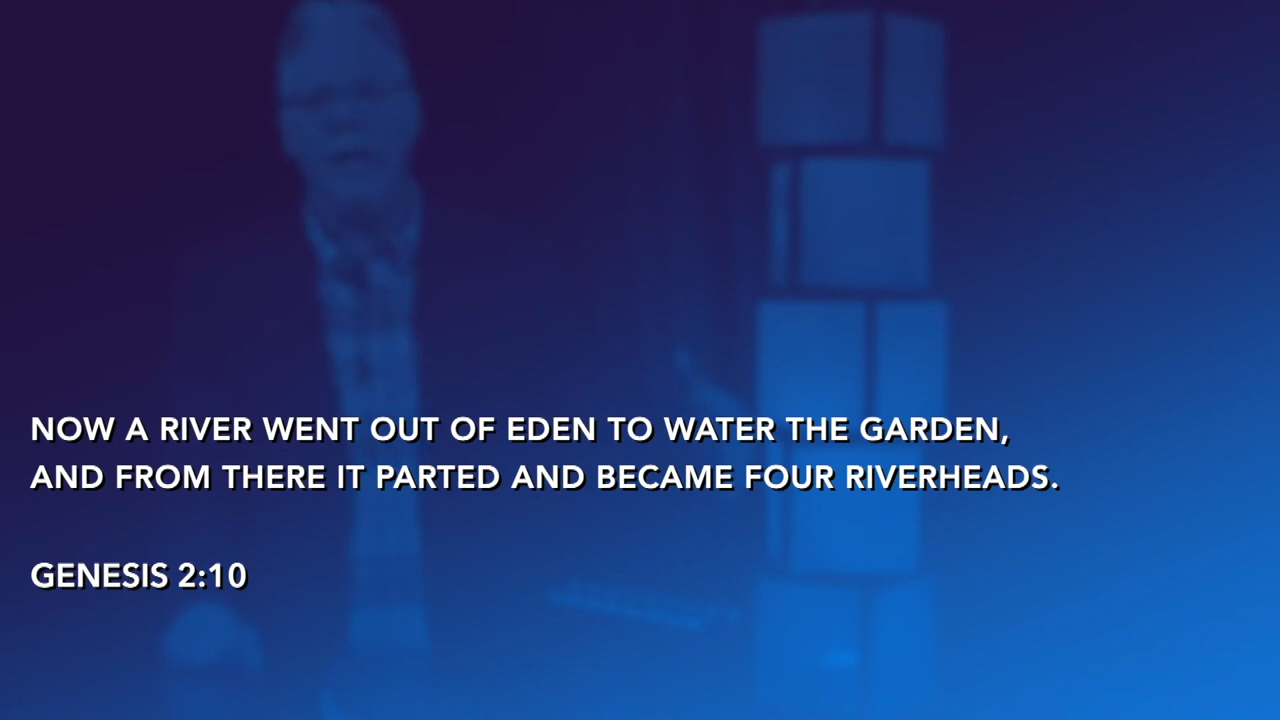 NOW A RIVER WENT OUT OF EDEN TO WATER THE GARDEN,
AND FROM THERE IT PARTED AND BECAME FOUR RIVERHEADS.
GENESIS 2:10